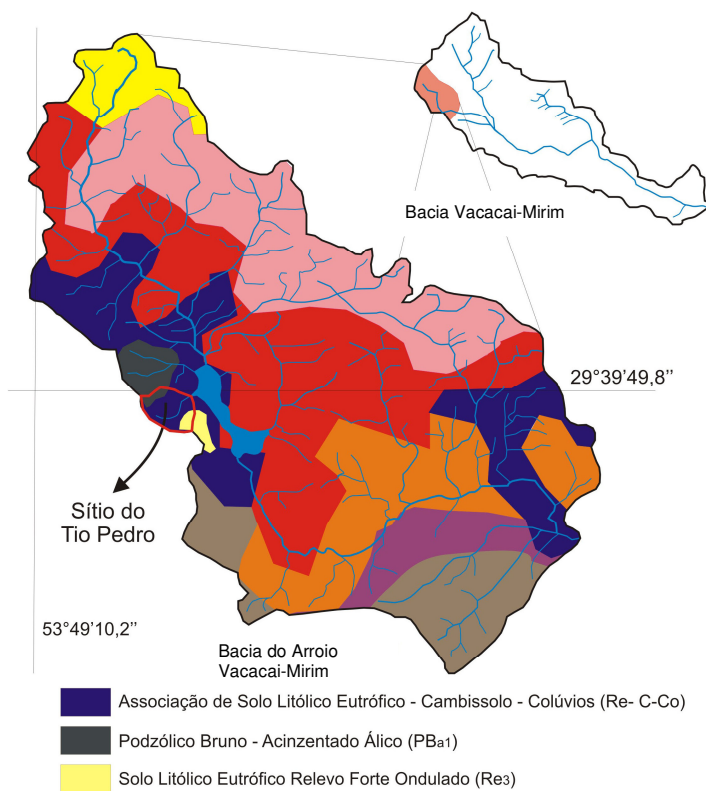 Bacia Vacacai-Mirim
29°39'49,8''
Sítio do
Tio Pedro
53°49'10,2''
Bacia do Arroio
Vacacai-Mirim
Associação de Solo Litólico Eutrófico - Cambissolo - Colúvios (Re- C-Co)
Podzólico Bruno - Acinzentado Álico (PBa1)
Solo Litólico Eutrófico Relevo Forte Ondulado (Re3)